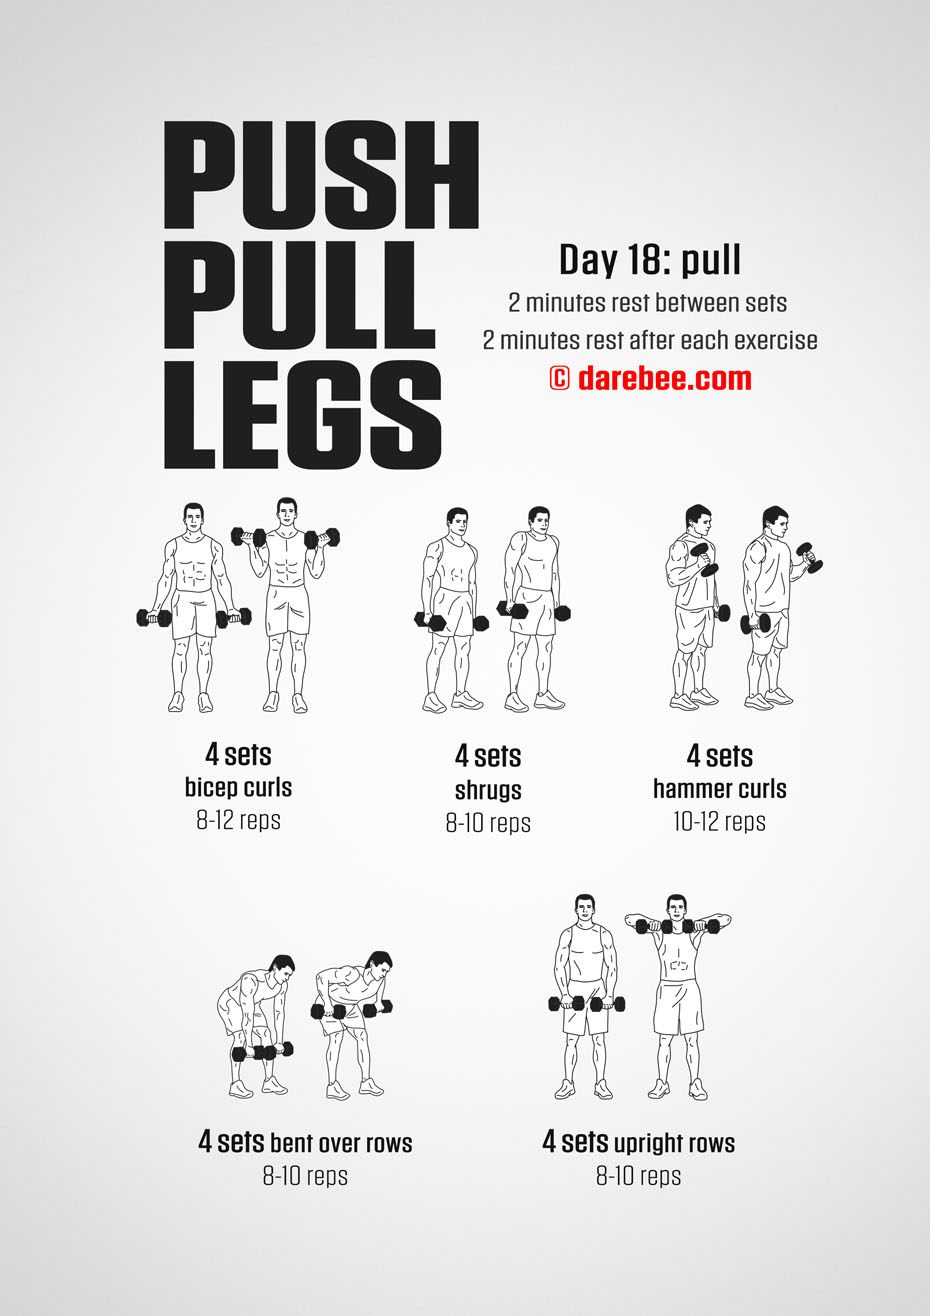 PUSH
PULL
LEGS
Day 18: pull
2 minutes rest between sets
2 minutes rest after each exercise
© darebee.com
4 sets
bicep curls
8-12 reps
4 sets
shrugs
8-10 reps
4 sets
hammer curls
10-12 reps
4 sets bent over rows
8-10 reps
4 sets upright rows
8-10 reps